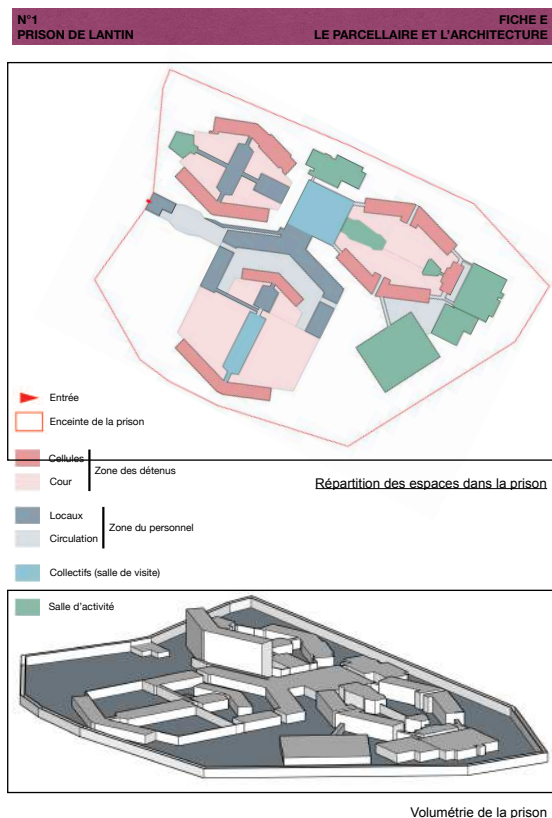 N°1
FICHE E
PRISON DE LANTIN
LE PARCELLAIRE ET L'ARCHITECTURE
Entrée
Enceinte de la prison
Cellules
Zone des détenus
Cour
Répartition des espaces dans la prison
Locaux
Zone du personnel
Circulation
Collectifs (salle de visite)
Salle d'activité
Volumétrie de la prison